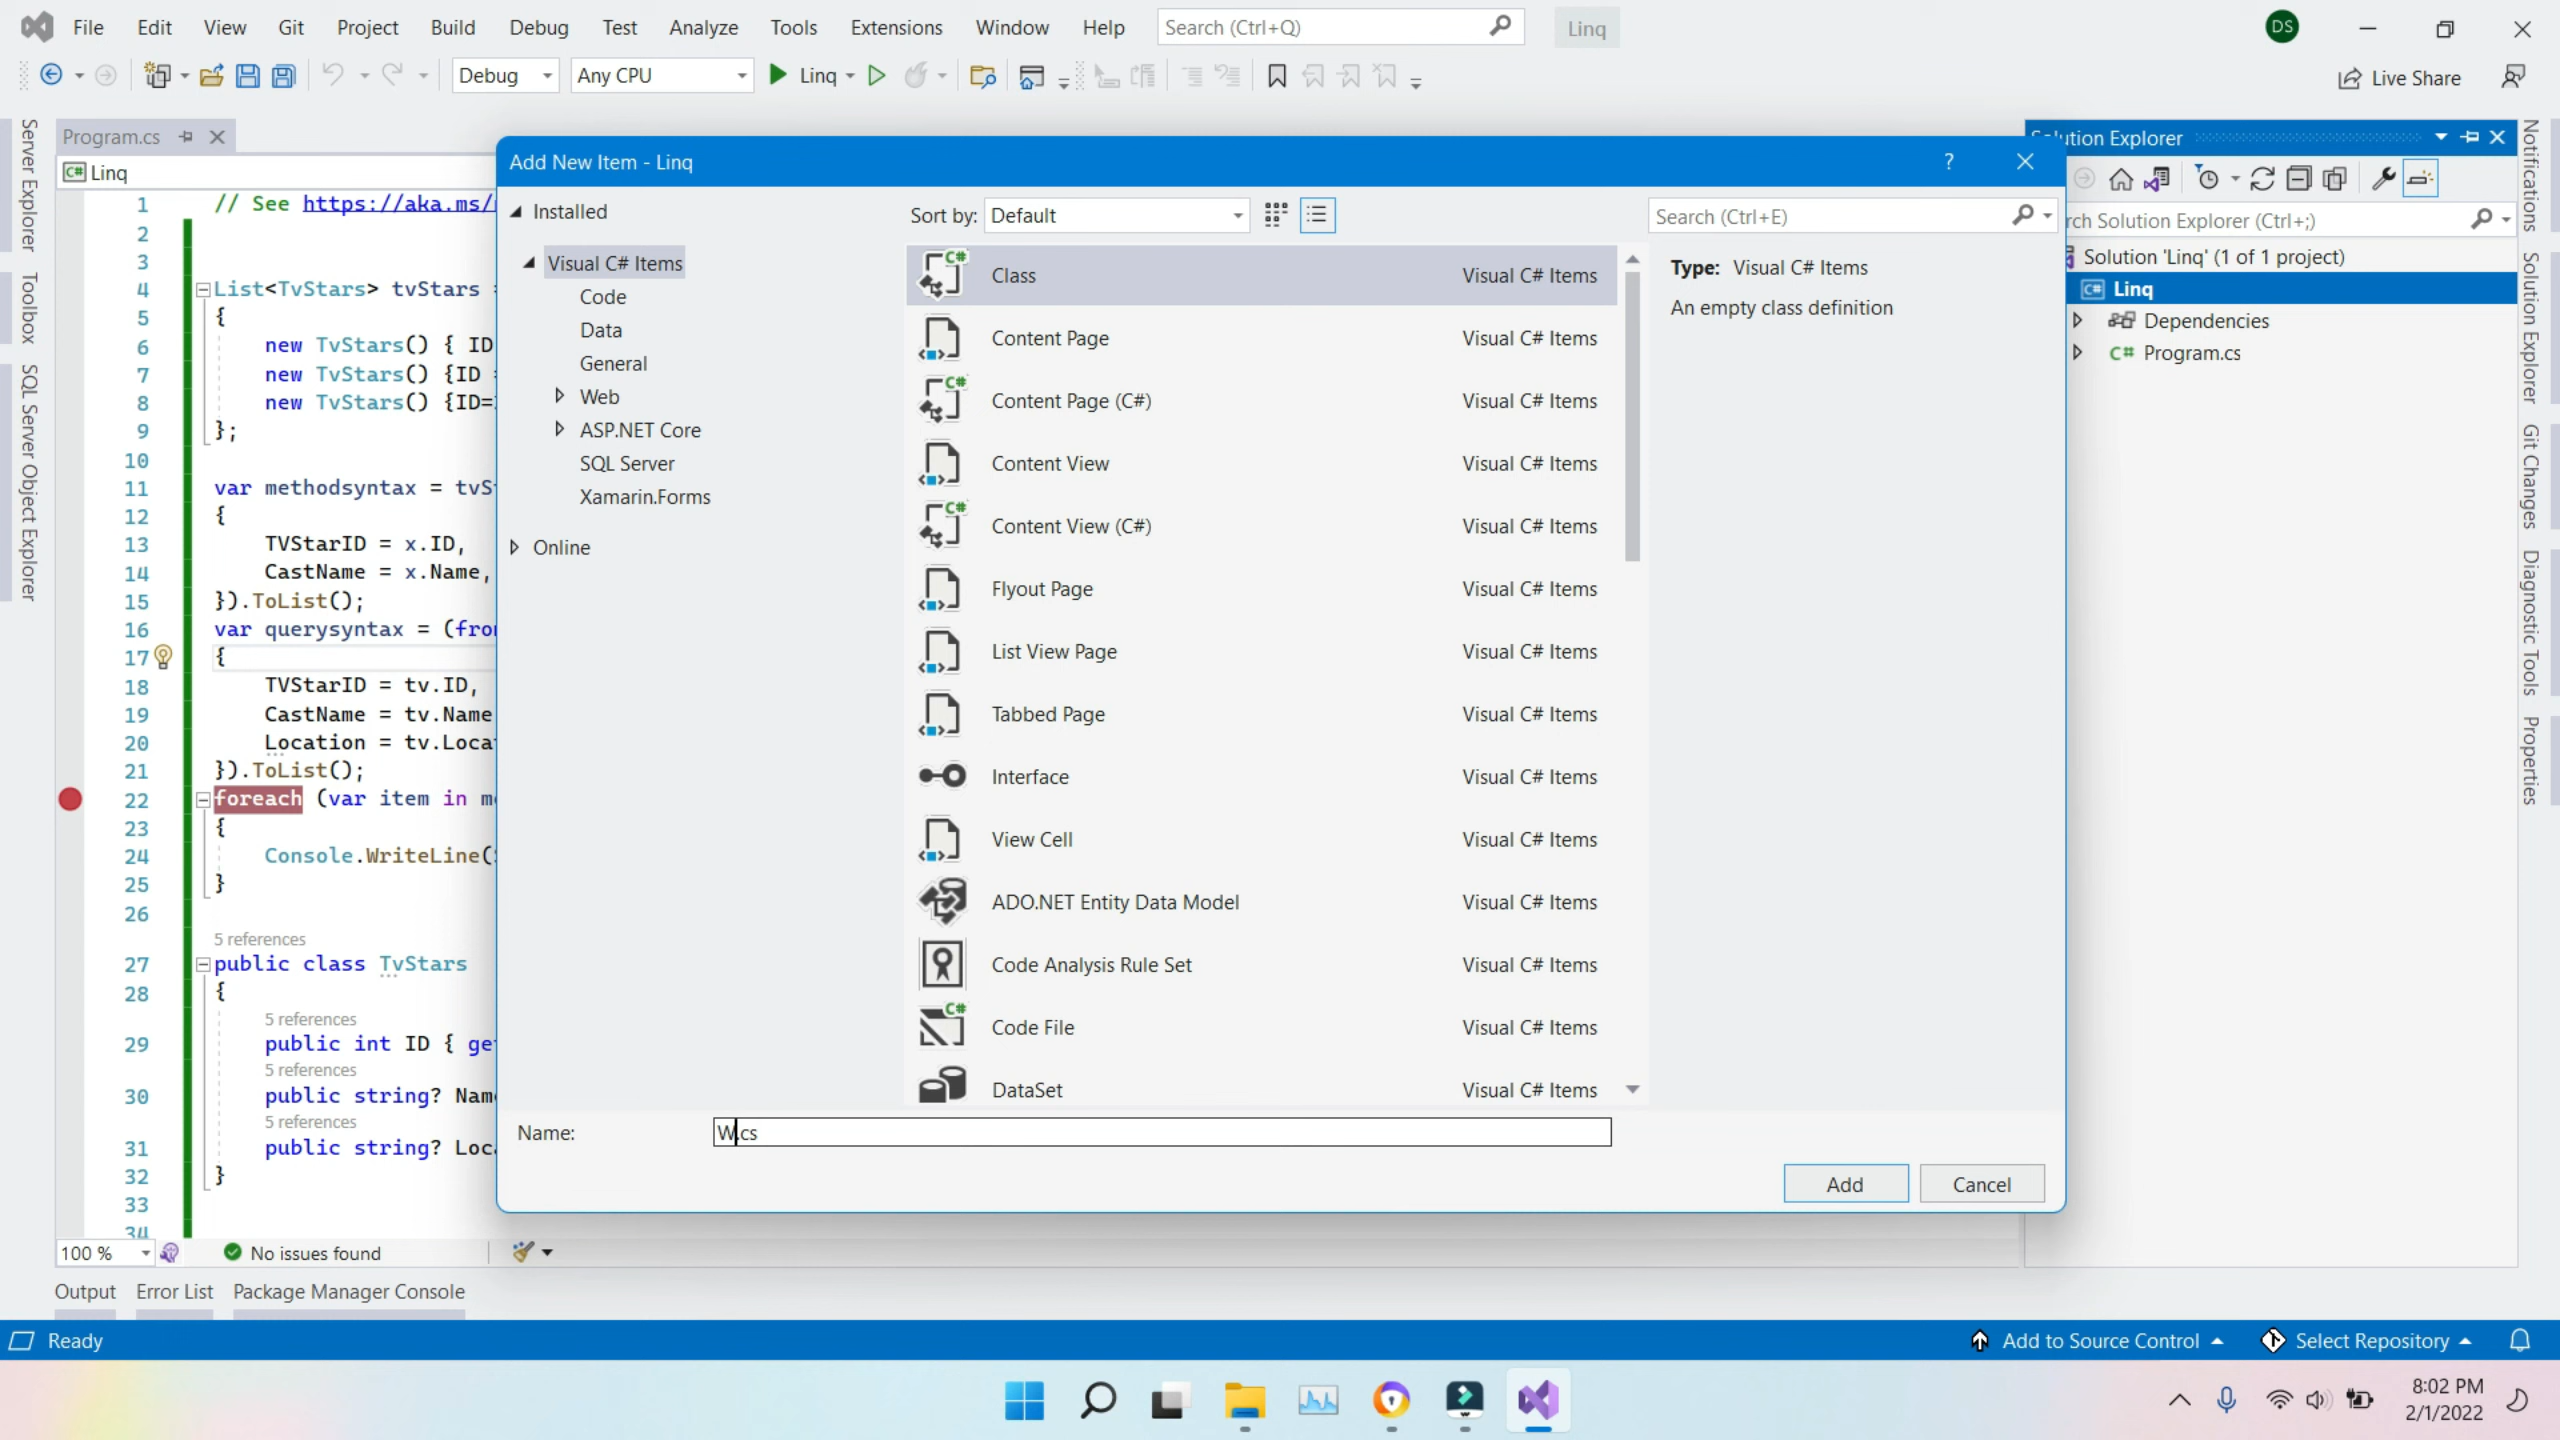 File Edit View Git Project Build Debug Test Analyze Tools Extensions Window Help Search (Ctrl+Q) Linq DS
Debug Any CPU Linq Live Share
Server Explorer
Toolbox
SQL Server Object Explorer
Program.cs
C# Linq
1 // See https://aka.ms/
2
3
4 List<TvStars> tvStars
5 {
6 new TvStars() { ID
7 new TvStars() {ID =
8 new TvStars() {ID=
9 };
10
11 var methodsyntax = tvS
12 {
13 TVStarID = x.ID,
14 CastName = x.Name,
15 }).ToList();
16 var querysyntax = (fro
17 {
18 TVStarID = tv.ID,
19 CastName = tv.Name
20 Location = tv.Loca
21 }).ToList();
22 foreach (var item in m
23 {
24 Console.WriteLine(
25 }
26
5 references
27 public class TvStars
28 {
5 references
29 public int ID { ge
5 references
30 public string? Nam
5 references
31 public string? Loc
32 }
33
34
100 % No issues found
Output Error List Package Manager Console
Add New Item - Linq ?
Installed
Visual C# Items
Code
Data
General
Web
ASP.NET Core
SQL Server
Xamarin.Forms
Online
Sort by: Default
Search (Ctrl+E)
Class Visual C# Items
Content Page Visual C# Items
Content Page (C#) Visual C# Items
Content View Visual C# Items
Content View (C#) Visual C# Items
Flyout Page Visual C# Items
List View Page Visual C# Items
Tabbed Page Visual C# Items
Interface Visual C# Items
View Cell Visual C# Items
ADO.NET Entity Data Model Visual C# Items
Code Analysis Rule Set Visual C# Items
Code File Visual C# Items
DataSet Visual C# Items
Type: Visual C# Items
An empty class definition
Name: W.cs
Add Cancel
ution Explorer
rch Solution Explorer (Ctrl+;)
Solution 'Linq' (1 of 1 project)
C# Linq
Dependencies
C# Program.cs
Notifications
Solution Explorer
Git Changes
Diagnostic Tools
Properties
Ready Add to Source Control Select Repository
8:02 PM
2/1/2022